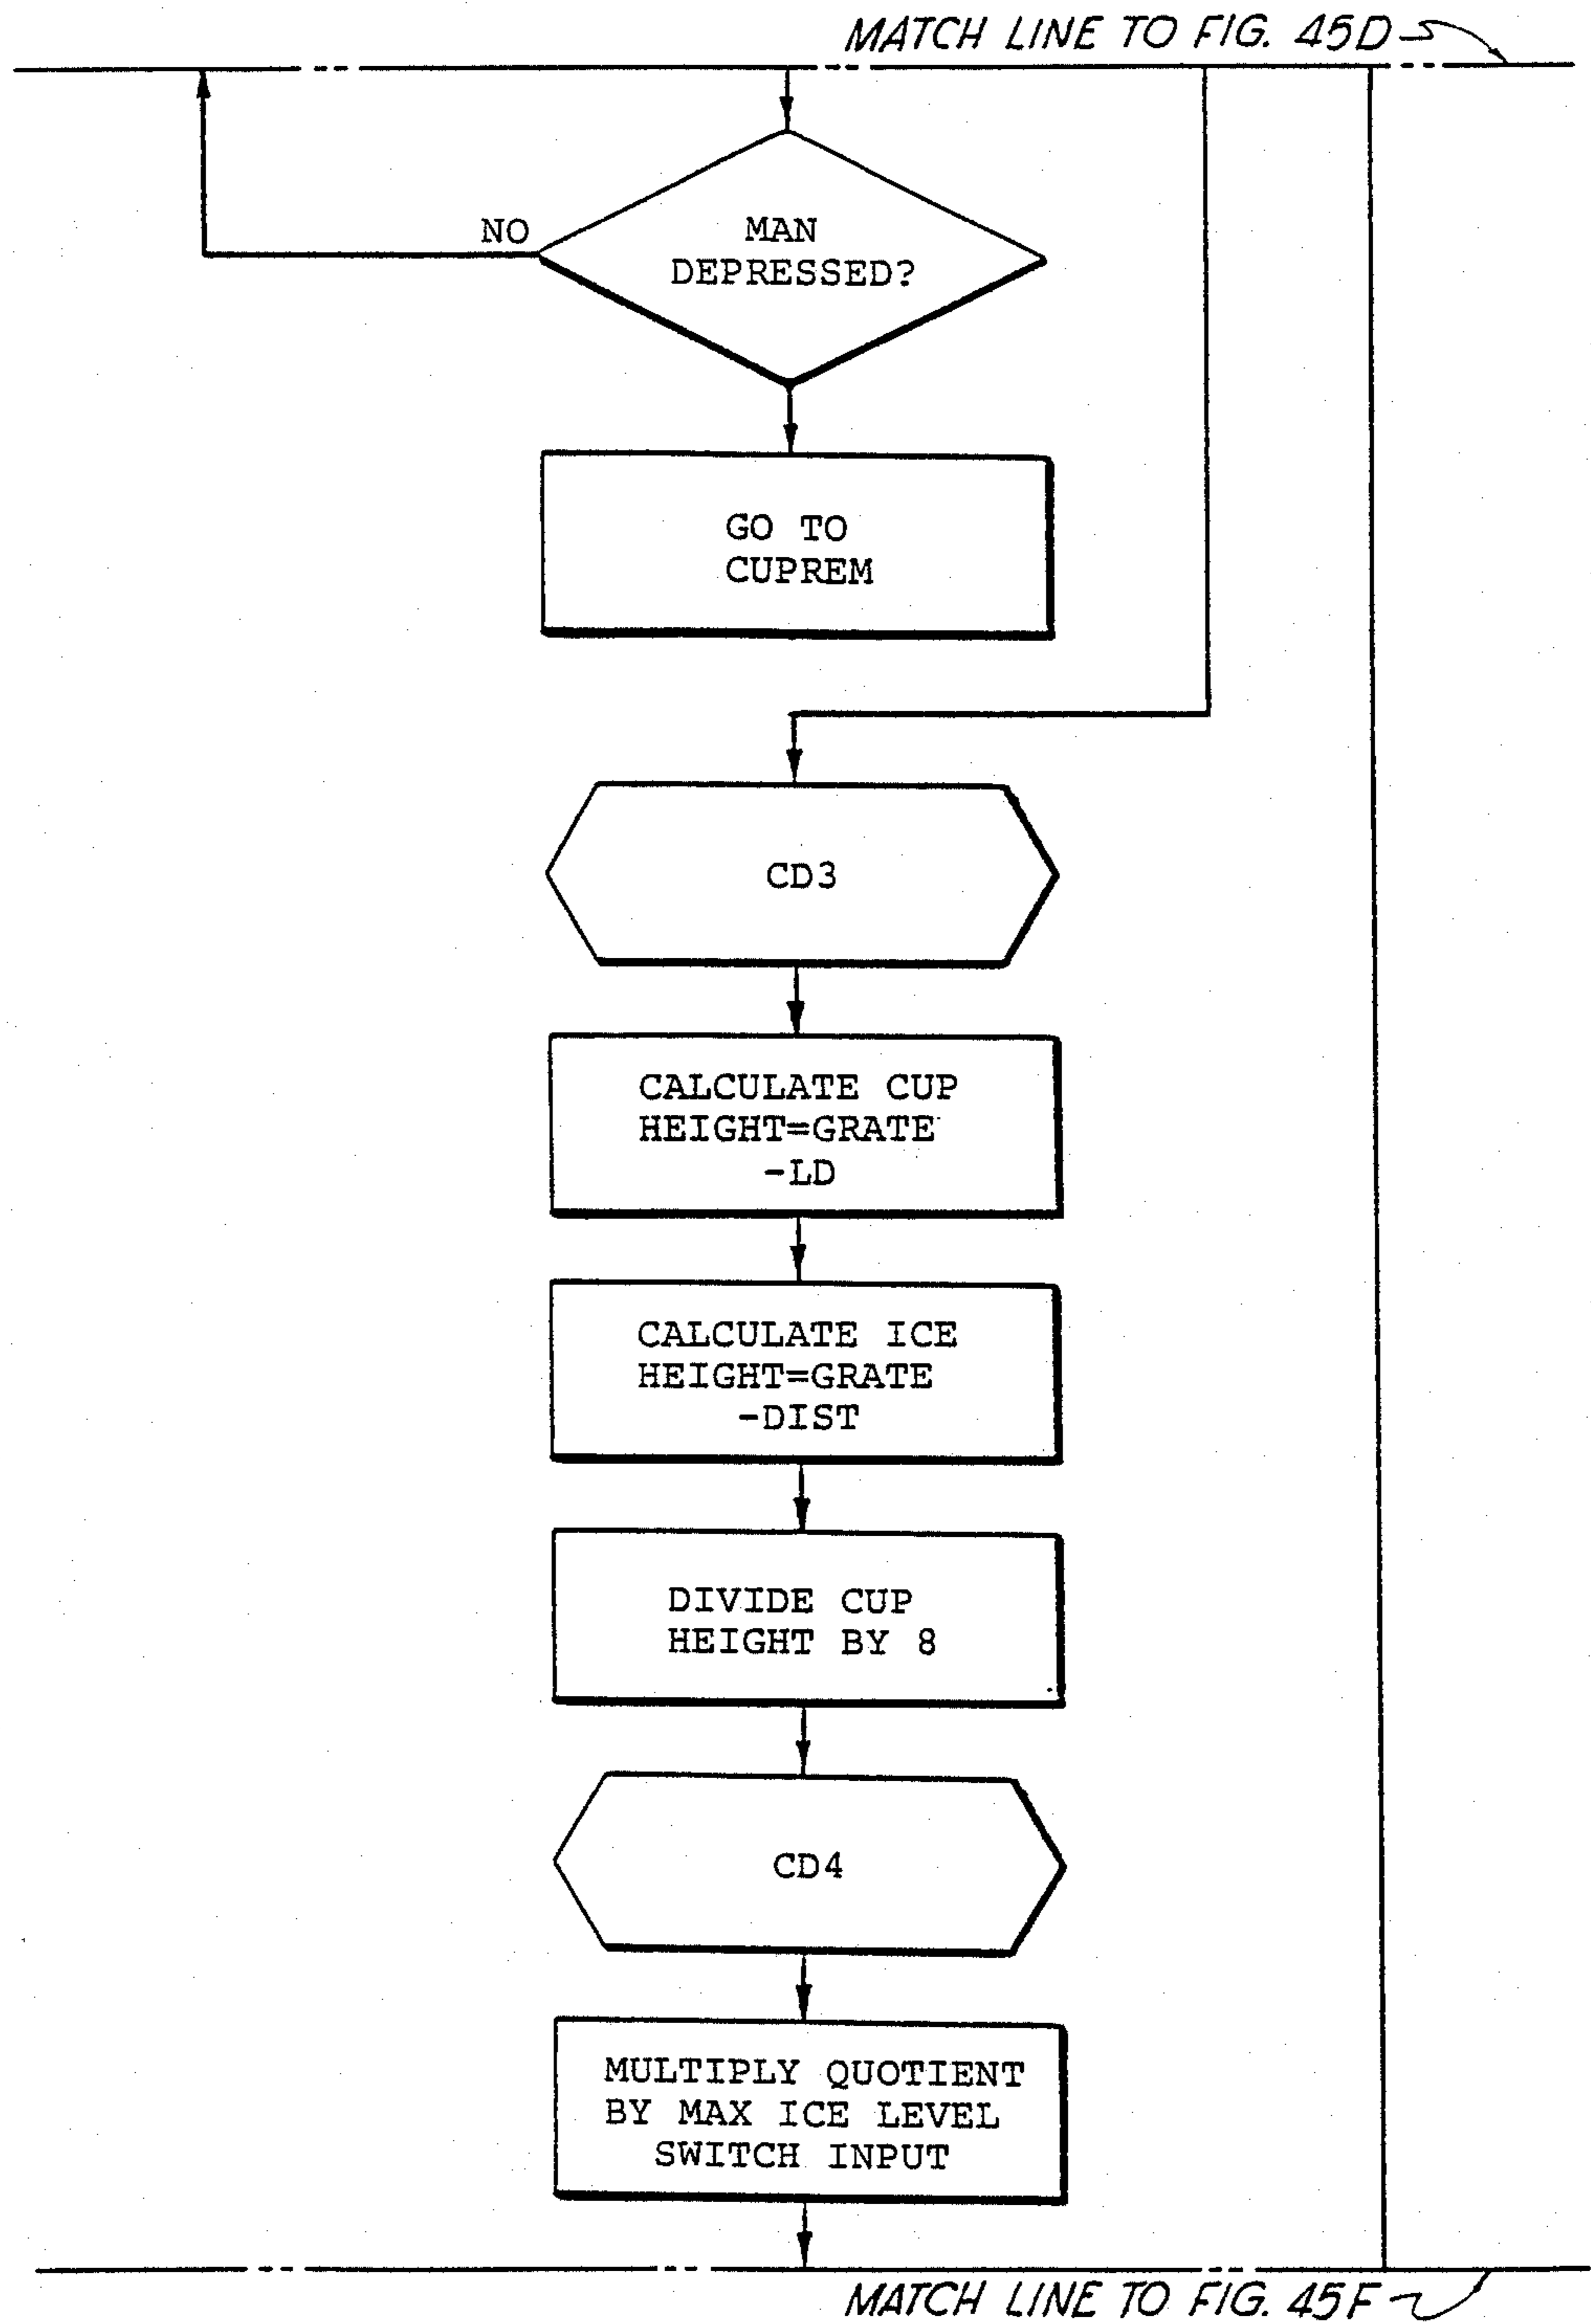 MATCH LINE TO FIG. 45D
NO
MAN
DEPRESSED?
GO TO
CUPREM
CD3
CALCULATE CUP
HEIGHT=GRATE
-LD
CALCULATE ICE
HEIGHT=GRATE
-DIST
DIVIDE CUP
HEIGHT BY 8
CD4
MULTIPLY QUOTIENT
BY MAX ICE LEVEL
SWITCH INPUT
MATCH LINE TO FIG. 45F